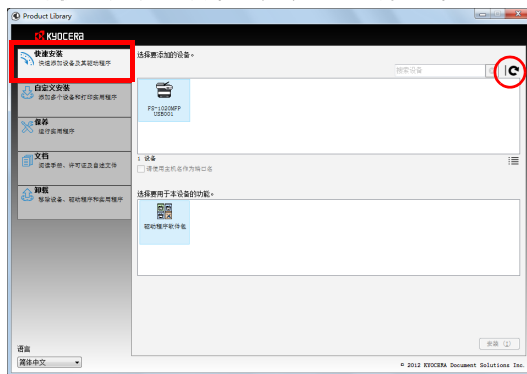 Product Library
KYOCERA
快速安装
快速添加设备及其驱动程序
自定义安装
添加多个设备和打印实用程序
保养
运行实用程序
文档
阅读手册、许可证及自述文件
卸载
移除设备、驱动程序和实用程序
选择要添加的设备。
搜索设备
FS-1020MFP
USB001
1 设备
请使用主机名作为端口名
选择要用于本设备的功能。
驱动程序软件包
语言
简体中文
安装 (I)
© 2012 KYOCERA Document Solutions Inc.